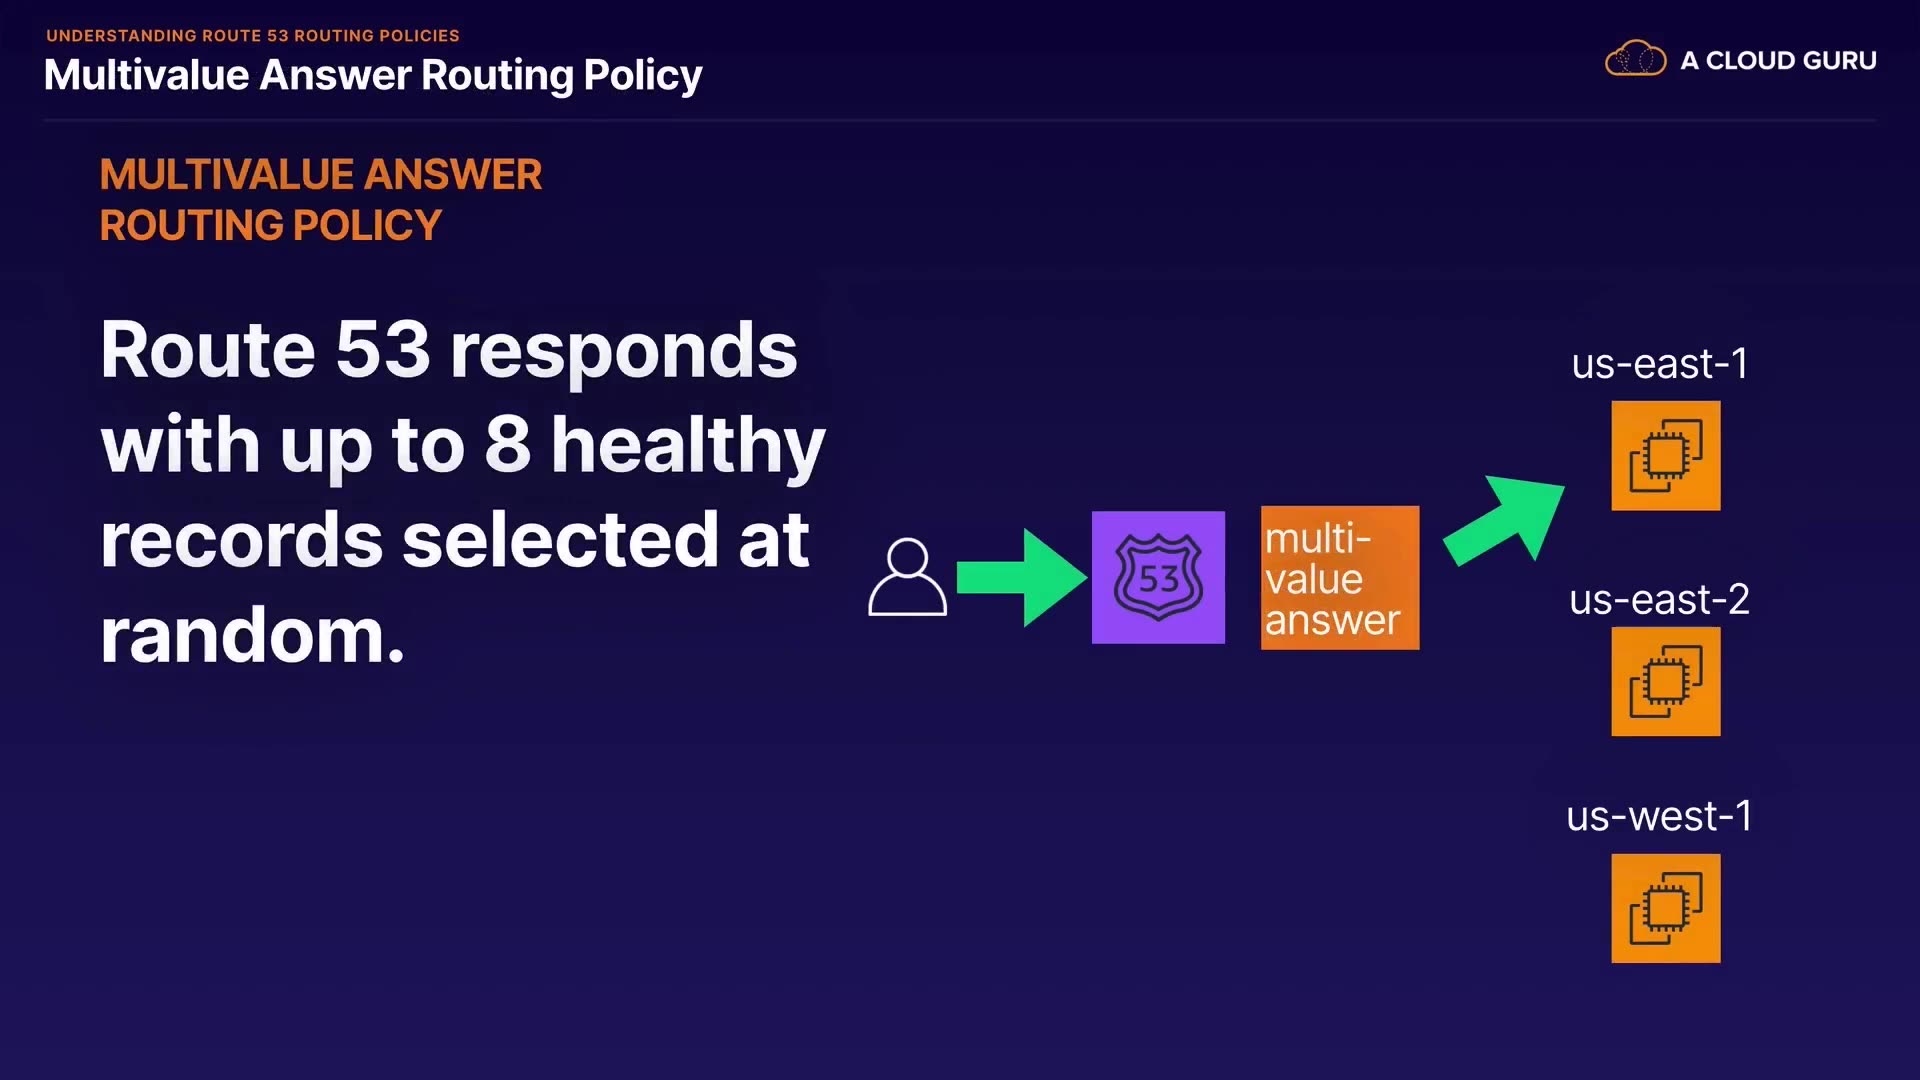 UNDERSTANDING ROUTE 53 ROUTING POLICIES
Multivalue Answer Routing Policy
A CLOUD GURU
MULTIVALUE ANSWER
ROUTING POLICY
Route 53 responds
with up to 8 healthy
records selected at
random.
53
multi-
value
answer
us-east-1
us-east-2
us-west-1